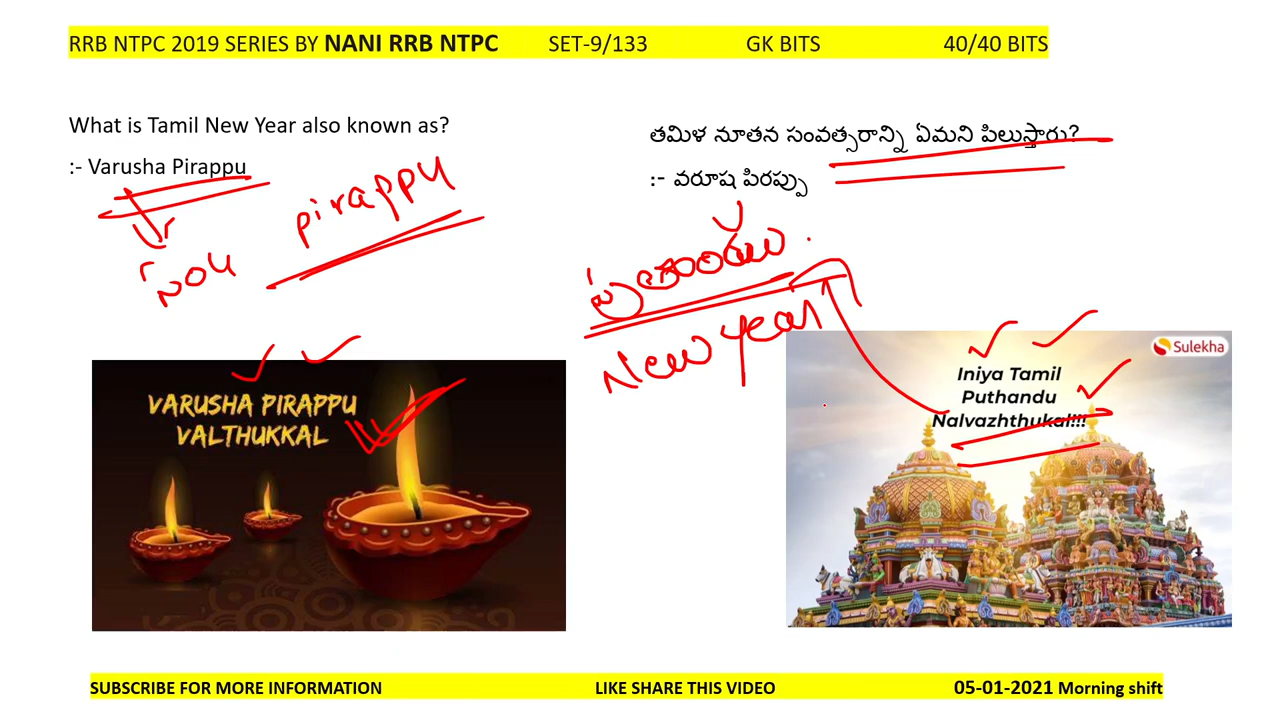 RRB NTPC 2019 SERIES BY NANI RRB NTPC SET-9/133 GK BITS 40/40 BITS
What is Tamil New Year also known as?
:- Varusha Pirappu
తమిళ నూతన సంవత్సరాన్ని ఏమని పిలుస్తారు?
:- వరూష పిరప్పు
pirappu
New Year
VARUSHA PIRAPPU
VALTHUKKAL
Sulekha
Iniya Tamil
Puthandu
Nalvazhthukal!!!
SUBSCRIBE FOR MORE INFORMATION LIKE SHARE THIS VIDEO 05-01-2021 Morning shift